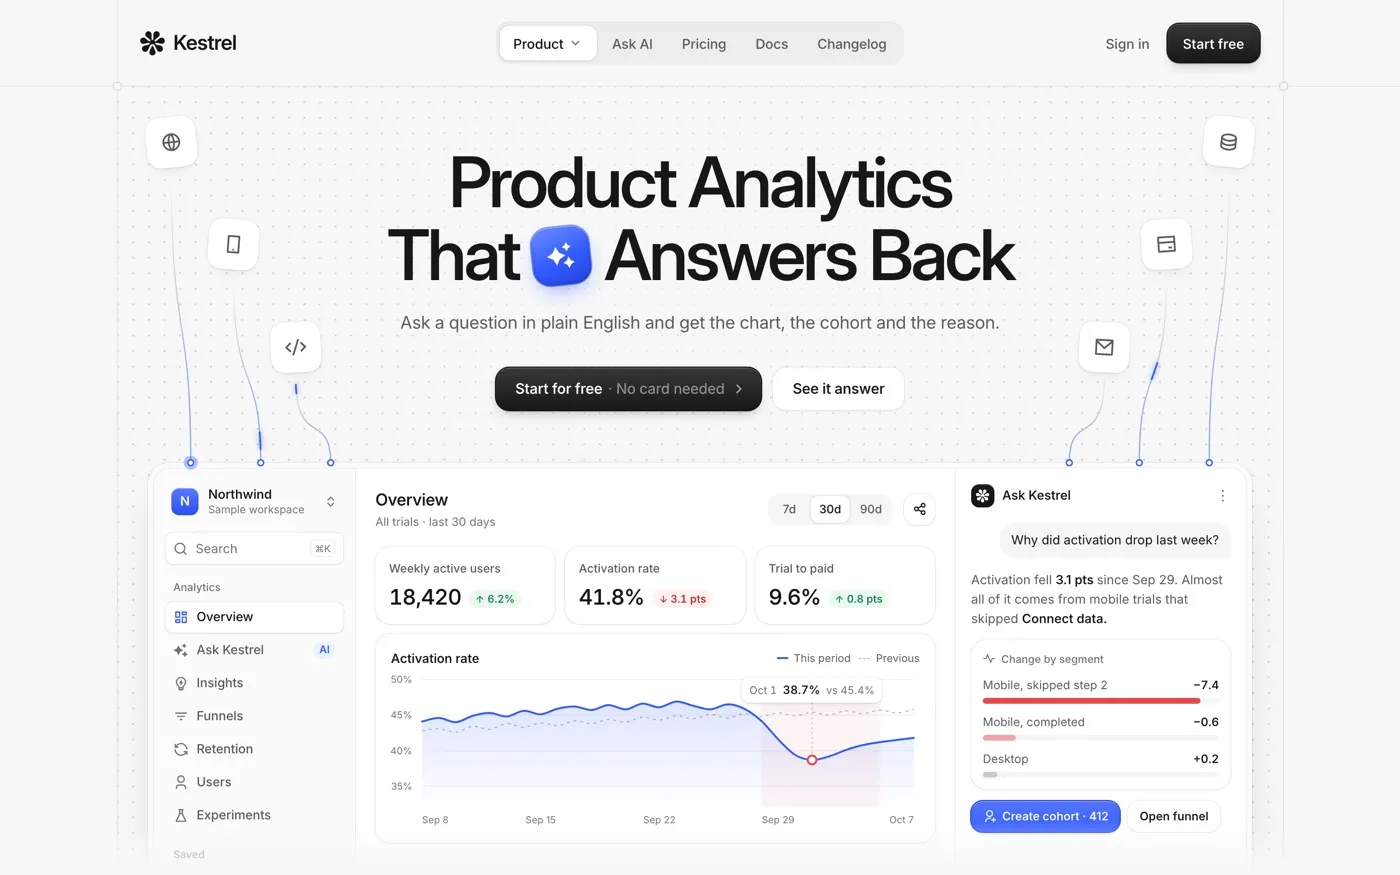 Kestrel
Product
Ask AI
Pricing
Docs
Changelog
Sign in
Start free
Product Analytics
That Answers Back
Ask a question in plain English and get the chart, the cohort and the reason.
Start for free · No card needed
See it answer
N
Northwind
Sample workspace
Search
⌘K
Analytics
Overview
Ask Kestrel
AI
Insights
Funnels
Retention
Users
Experiments
Saved
Overview
All trials · last 30 days
7d
30d
90d
Weekly active users
18,420
↑ 6.2%
Activation rate
41.8%
↓ 3.1 pts
Trial to paid
9.6%
↑ 0.8 pts
Activation rate
This period
Previous
Oct 1 38.7% vs 45.4%
50%
45%
40%
35%
Sep 8
Sep 15
Sep 22
Sep 29
Oct 7
Ask Kestrel
Why did activation drop last week?
Activation fell 3.1 pts since Sep 29. Almost
all of it comes from mobile trials that
skipped Connect data.
Change by segment
Mobile, skipped step 2
−7.4
Mobile, completed
−0.6
Desktop
+0.2
Create cohort · 412
Open funnel